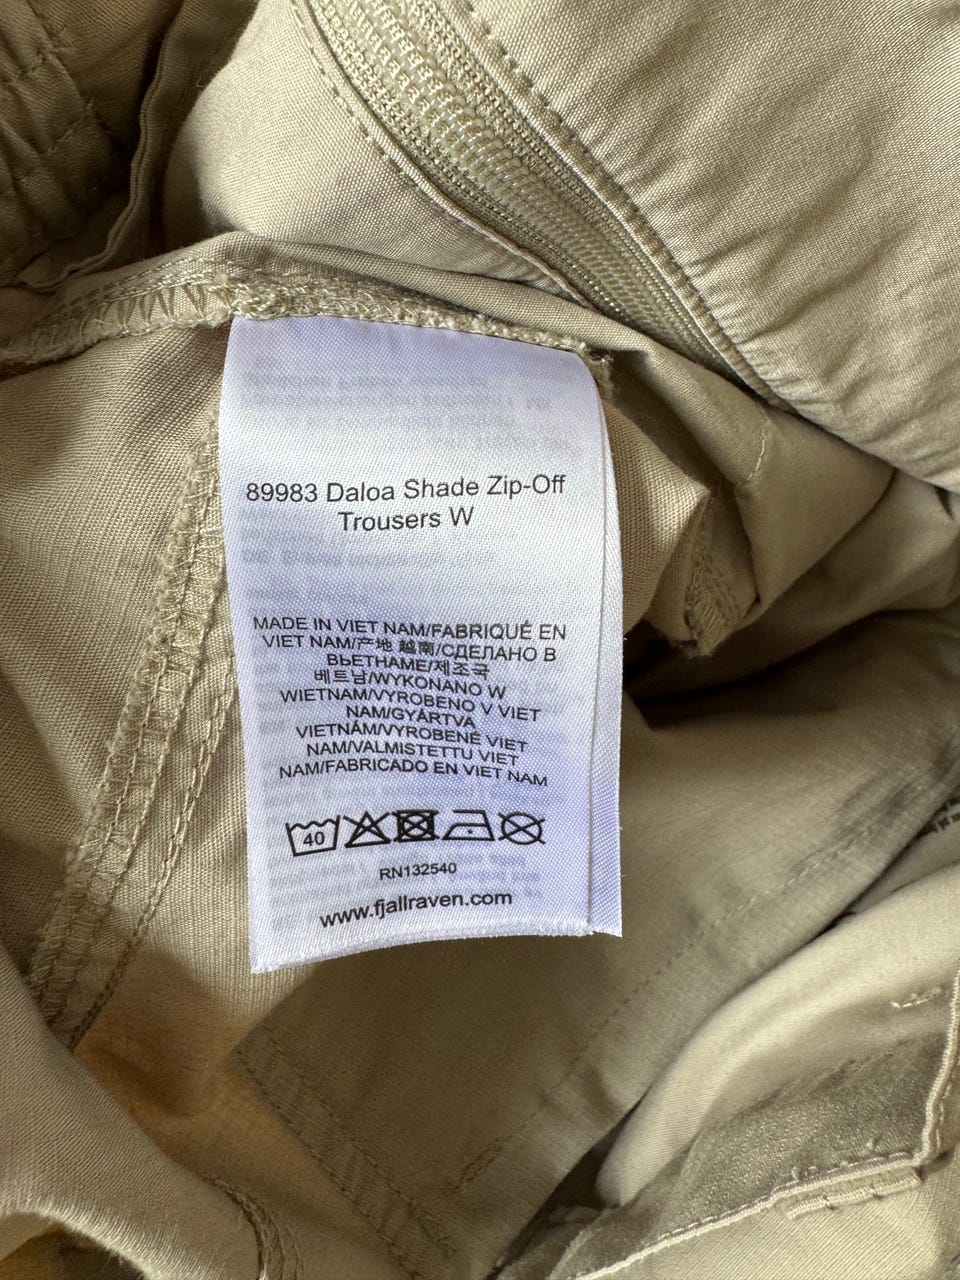 89983 Daloa Shade Zip-Off
Trousers W
MADE IN VIET NAM/FABRIQUÉ EN
VIET NAM/产地 越南/СДЕЛАНО В
ВЬЕТНАМЕ/제조국
베트남/WYKONANO W
WIETNAM/VYROBENO V VIET
NAM/GYÁRTVA
VIETNÁM/VYROBENÉ VIET
NAM/VALMISTETTU VIET
NAM/FABRICADO EN VIET NAM
40
RN132540
www.fjallraven.com